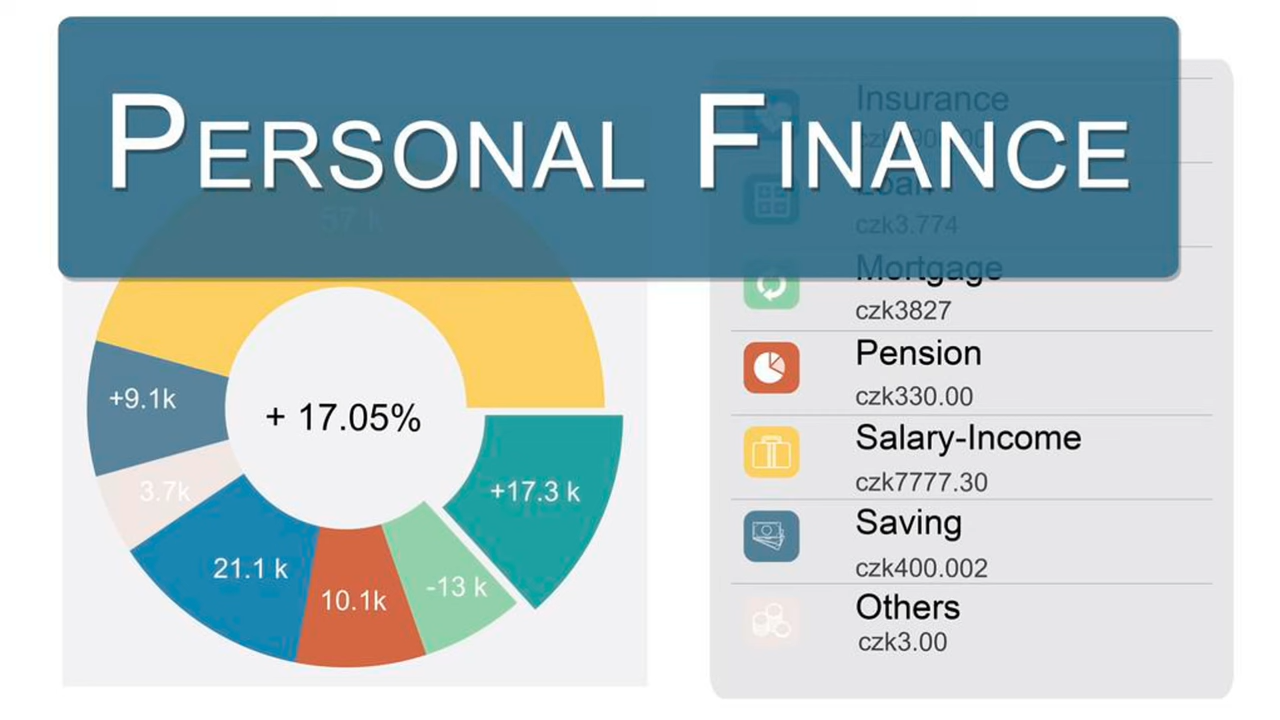 PERSONAL FINANCE
57 k
+9.1k
+ 17.05%
3.7k
+17.3 k
21.1 k
10.1k
-13 k
Insurance
Loan
czk3.774
Mortgage
czk3827
Pension
czk330.00
Salary-Income
czk7777.30
Saving
czk400.002
Others
czk3.00